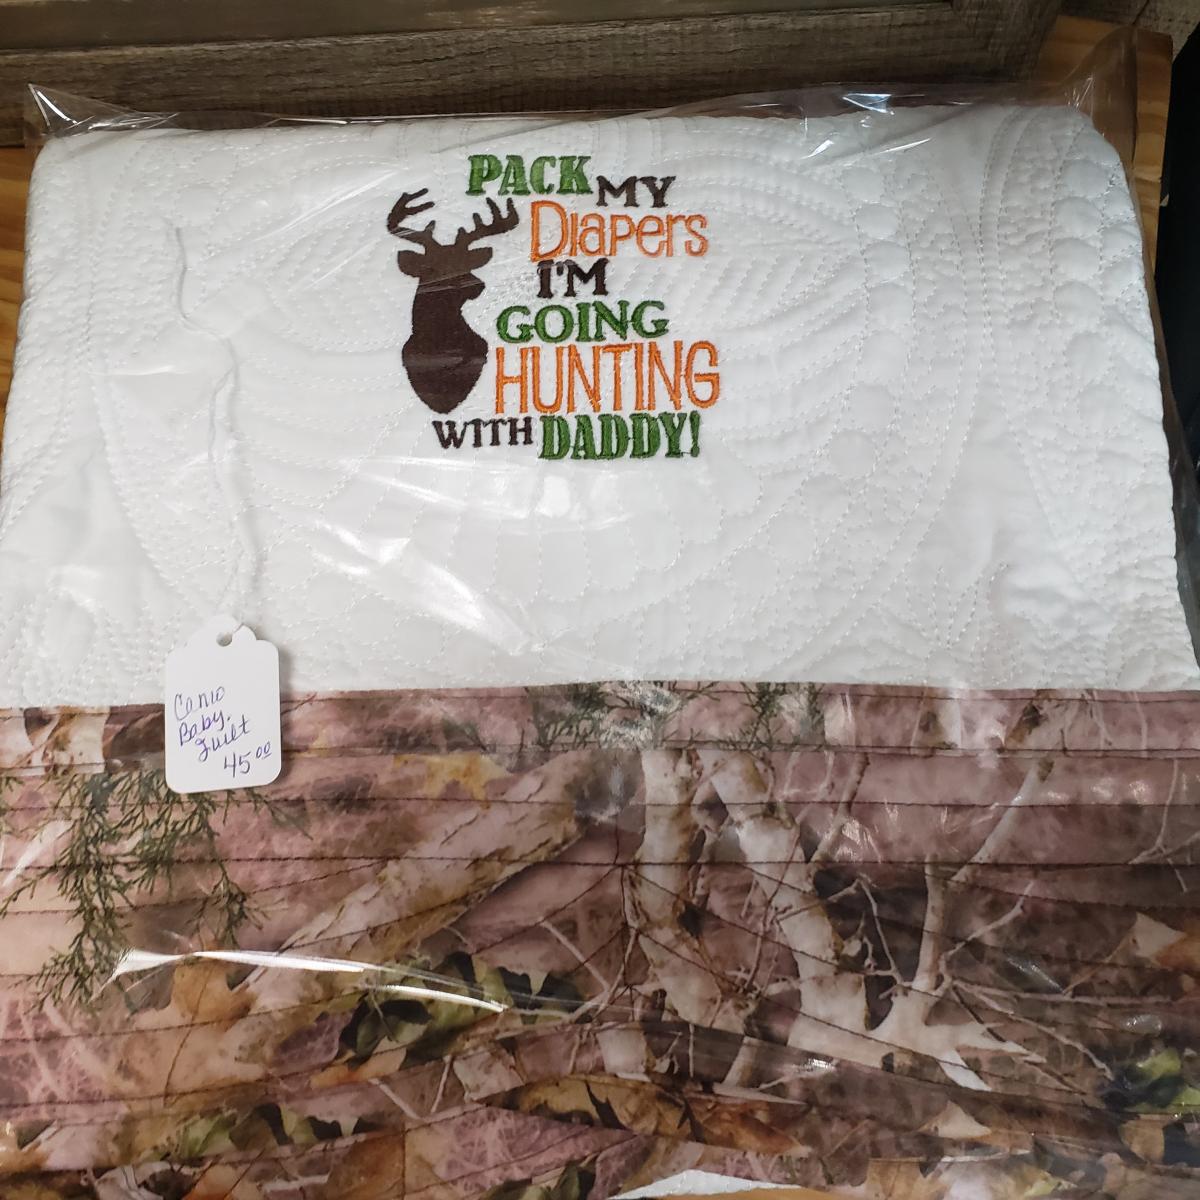 PACK MY
Diapers
I'M
GOING
HUNTING
WITH DADDY!
Camo
Baby
Quilt
45.00